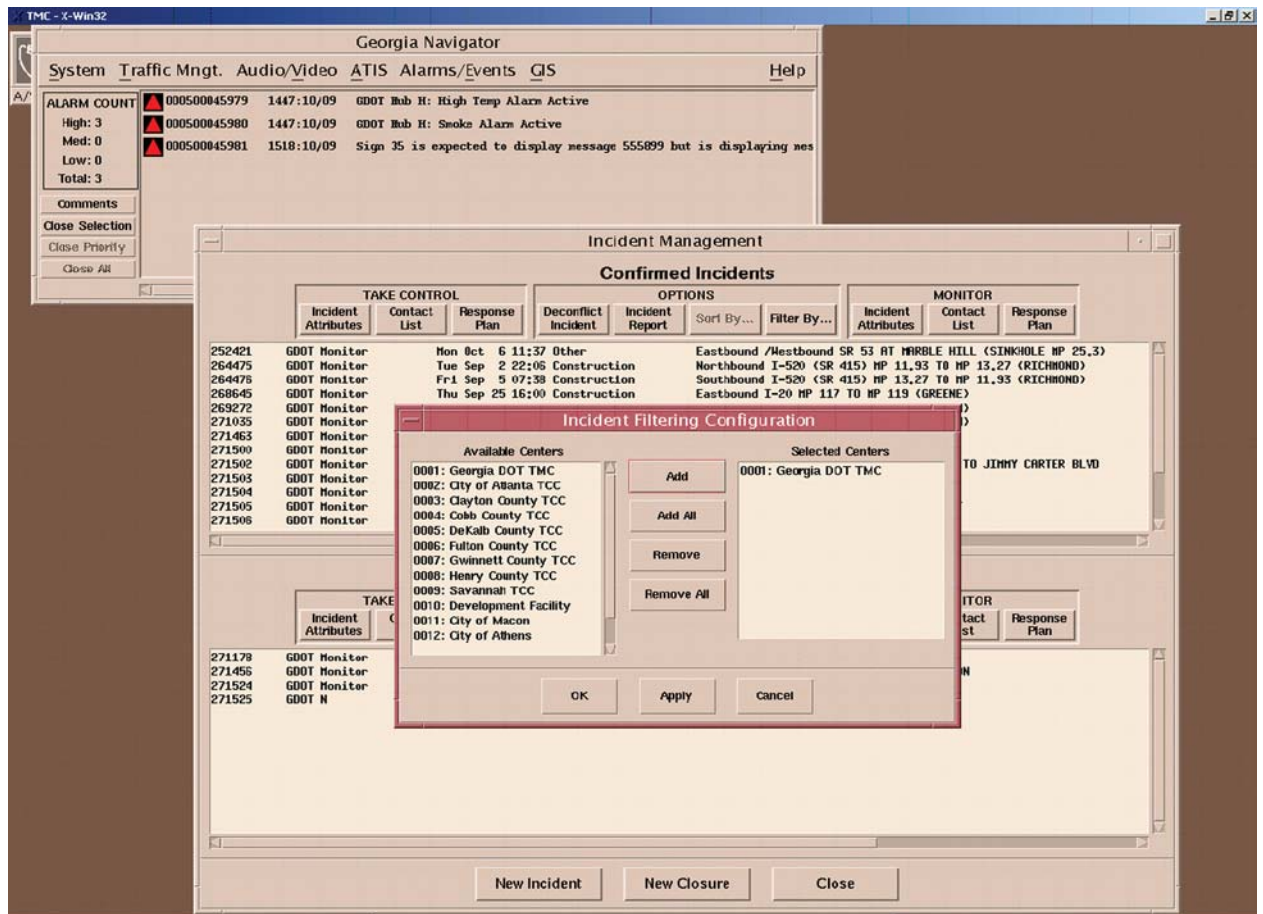 TMC - X-Win32
Georgia Navigator
System Traffic Mngt. Audio/Video ATIS Alarms/Events GIS Help
A/
ALARM COUNT
High: 3
Med: 0
Low: 0
Total: 3
000500045979 1447:10/09 GDOT Hub H: High Temp Alarm Active
000500045980 1447:10/09 GDOT Hub H: Smoke Alarm Active
000500045981 1518:10/09 Sign 35 is expected to display message 555899 but is displaying mes
Comments
Close Selection
Close Priority
Close All
Incident Management
Confirmed Incidents
TAKE CONTROL OPTIONS MONITOR
Incident Attributes Contact List Response Plan Deconflict Incident Incident Report Sort By... Filter By... Incident Attributes Contact List Response Plan
252421 GDOT Monitor Mon Oct 6 11:37 Other Eastbound /Westbound SR 53 AT MARBLE HILL (SINKHOLE MP 25.3)
264475 GDOT Monitor Tue Sep 2 22:06 Construction Northbound I-520 (SR 415) MP 11.93 TO MP 13.27 (RICHMOND)
264476 GDOT Monitor Fri Sep 5 07:38 Construction Southbound I-520 (SR 415) MP 13.27 TO MP 11.93 (RICHMOND)
268645 GDOT Monitor Thu Sep 25 16:00 Construction Eastbound I-20 MP 117 TO MP 119 (GREENE)
269272 GDOT Monitor )
271035 GDOT Monitor )
271463 GDOT Monitor
271500 GDOT Monitor
271502 GDOT Monitor TO JIMMY CARTER BLVD
271503 GDOT Monitor
271504 GDOT Monitor
271505 GDOT Monitor
271506 GDOT Monitor
Incident Filtering Configuration
Available Centers
0001: Georgia DOT TMC
0002: City of Atlanta TCC
0003: Clayton County TCC
0004: Cobb County TCC
0005: DeKalb County TCC
0006: Fulton County TCC
0007: Gwinnett County TCC
0008: Henry County TCC
0009: Savannah TCC
0010: Development Facility
0011: City of Macon
0012: City of Athens
Add
Add All
Remove
Remove All
Selected Centers
0001: Georgia DOT TMC
OK Apply Cancel
TAKE ITOR
Incident Attributes C tact st Response Plan
271178 GDOT Monitor
271456 GDOT Monitor ON
271524 GDOT Monitor
271525 GDOT N
New Incident New Closure Close